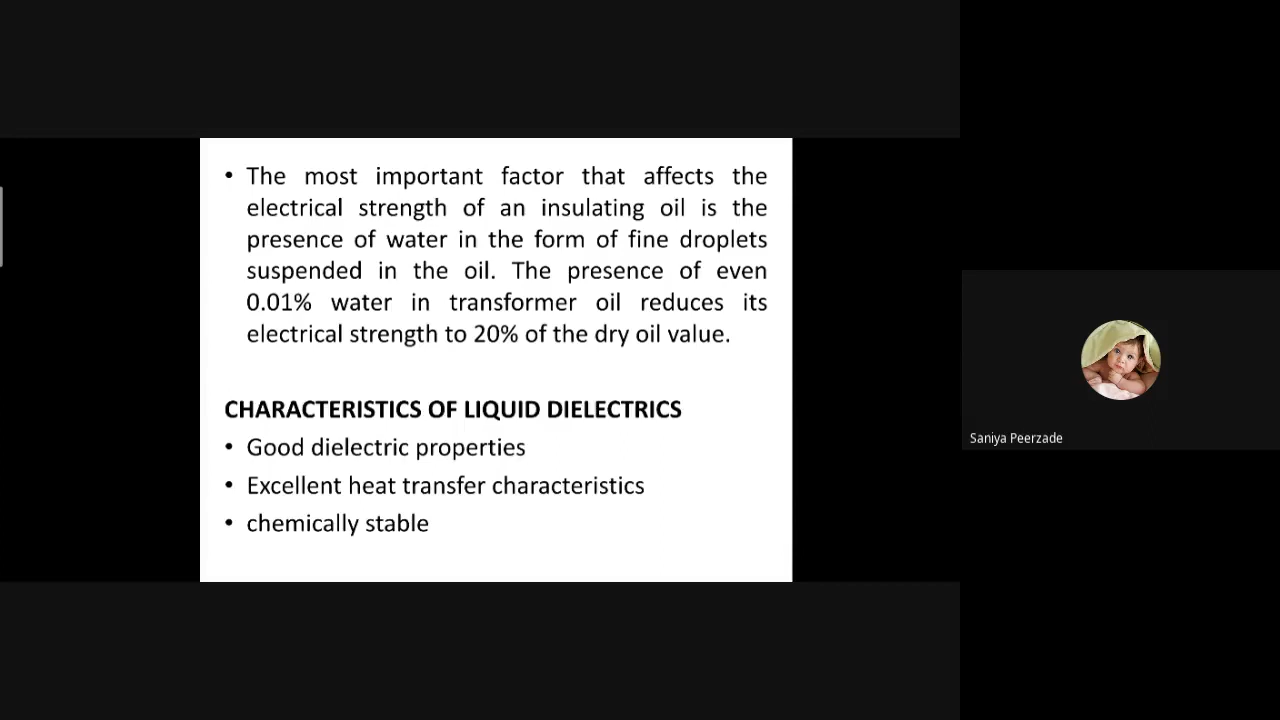 • The most important factor that affects the
electrical strength of an insulating oil is the
presence of water in the form of fine droplets
suspended in the oil. The presence of even
0.01% water in transformer oil reduces its
electrical strength to 20% of the dry oil value.
CHARACTERISTICS OF LIQUID DIELECTRICS
• Good dielectric properties
• Excellent heat transfer characteristics
• chemically stable
Saniya Peerzade